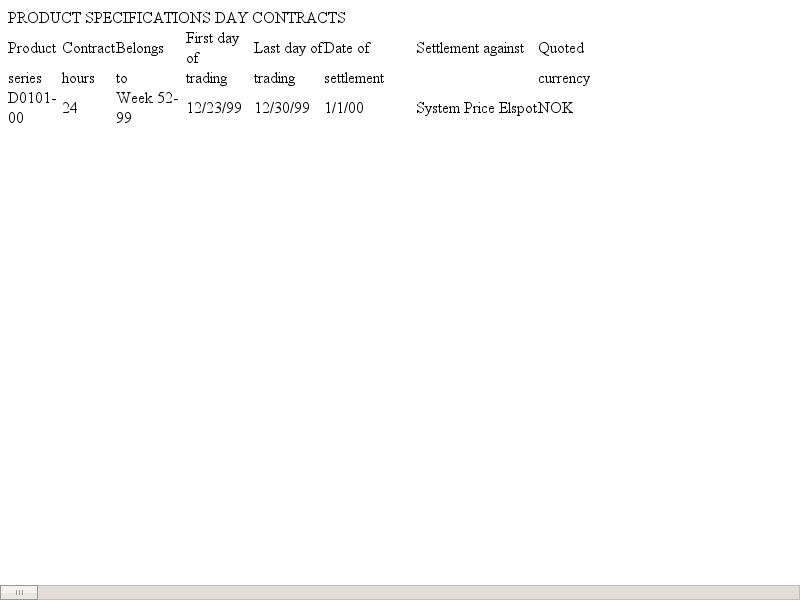 PRODUCT SPECIFICATIONS DAY CONTRACTS
Product Contract Belongs First day of Last day of Date of Settlement against Quoted
series hours to trading trading settlement currency
D0101-00 24 Week 52-99 12/23/99 12/30/99 1/1/00 System Price Elspot NOK